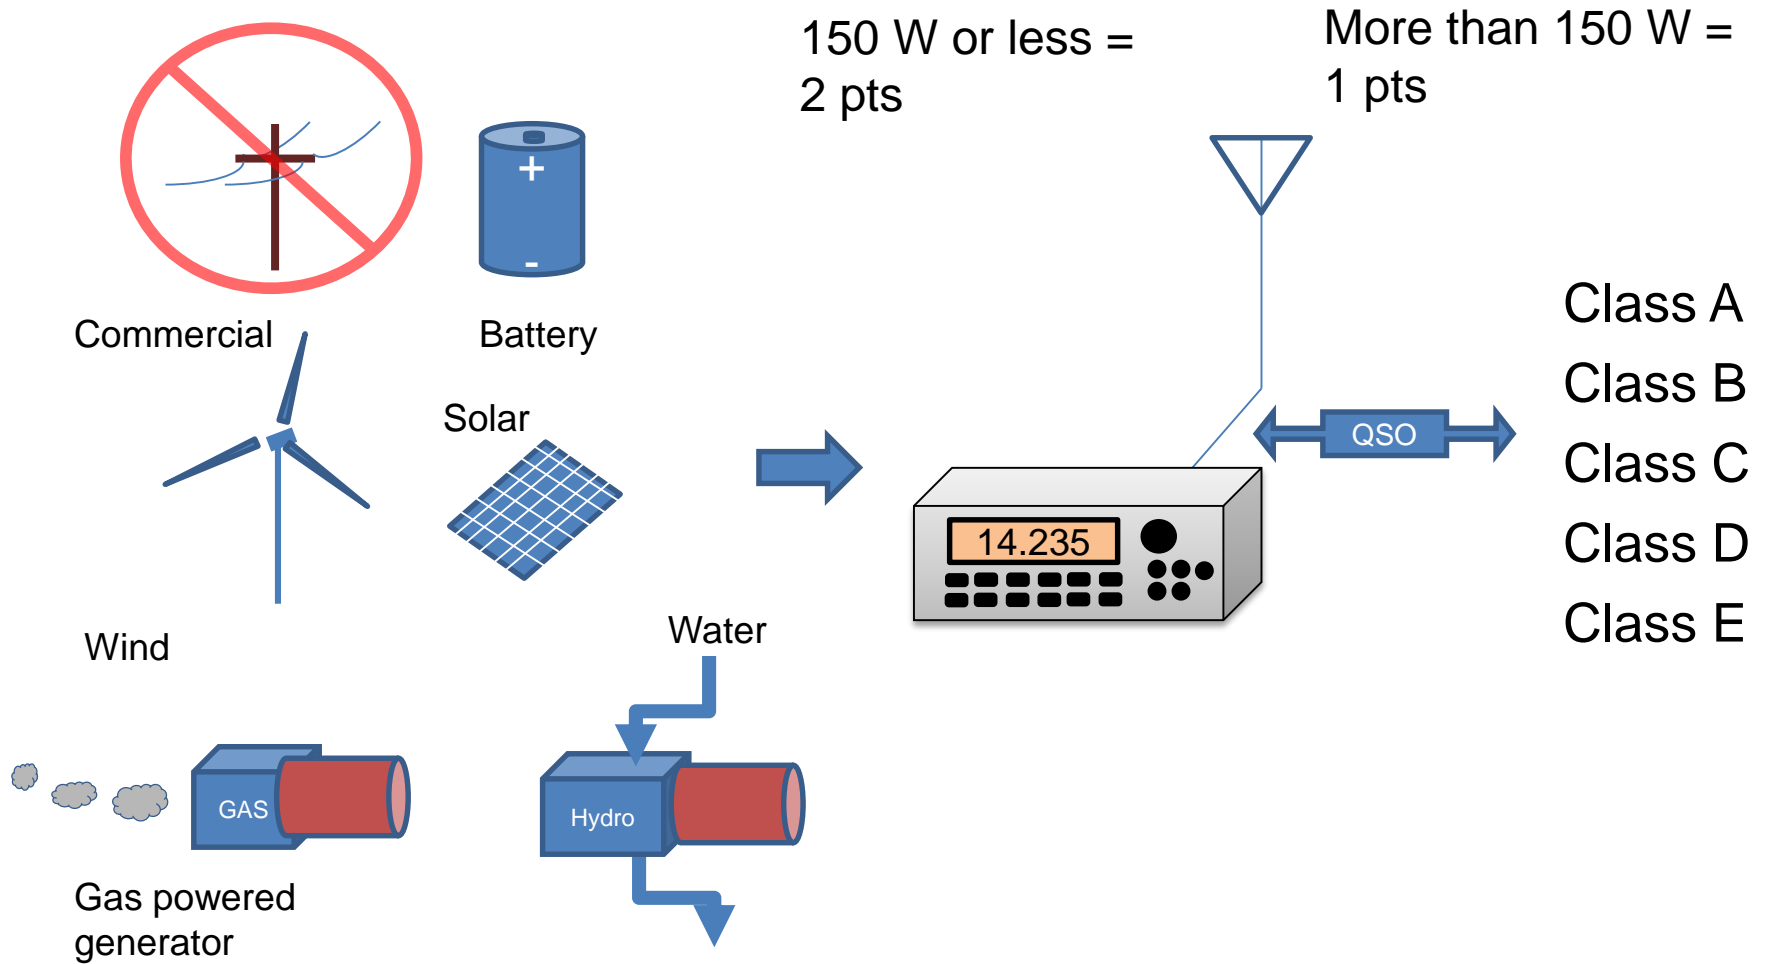 150 W or less =
2 pts
More than 150 W =
1 pts
+
-
Commercial
Battery
Solar
Wind
Water
GAS
Hydro
Gas powered
generator
14.235
QSO
Class A
Class B
Class C
Class D
Class E